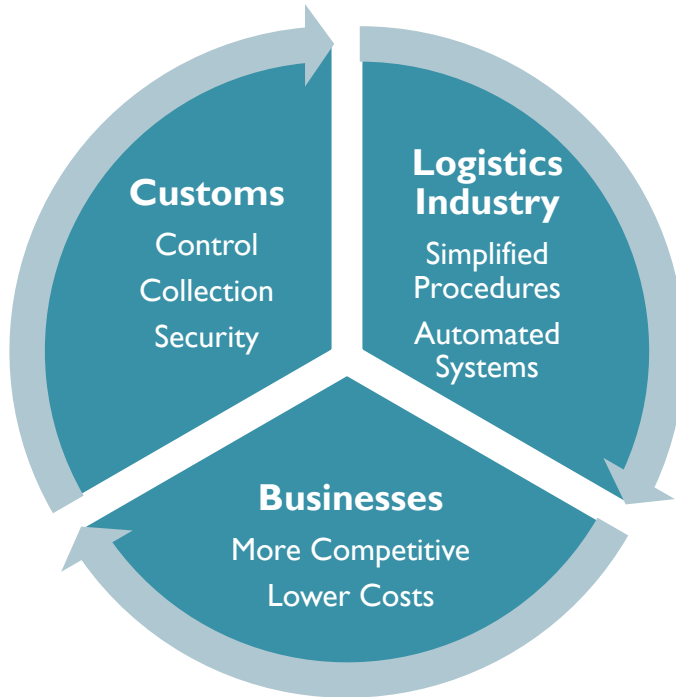 Customs
Control
Collection
Security
Logistics
Industry
Simplified
Procedures
Automated
Systems
Businesses
More Competitive
Lower Costs